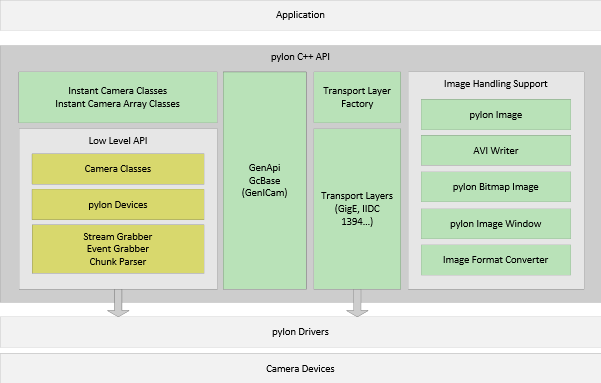 Application
pylon C++ API
Instant Camera Classes
Instant Camera Array Classes
Low Level API
Camera Classes
pylon Devices
Stream Grabber
Event Grabber
Chunk Parser
GenApi
GcBase
(GenICam)
Transport Layer
Factory
Transport Layers
(GigE, IIDC
1394...)
Image Handling Support
pylon Image
AVI Writer
pylon Bitmap Image
pylon Image Window
Image Format Converter
pylon Drivers
Camera Devices